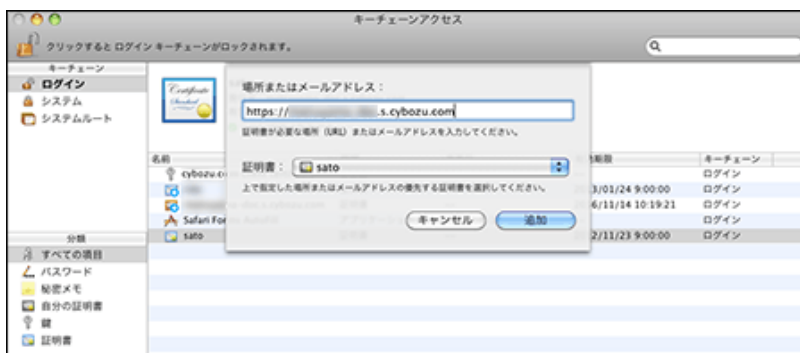 キーチェーンアクセス
クリックすると ログイン キーチェーンがロックされます。
キーチェーン
ログイン
システム
システムルート
Certificate
Standard
場所またはメールアドレス：
https:// .s.cybozu.com
証明書が必要な場所（URL）またはメールアドレスを入力してください。
証明書： sato
上で指定した場所またはメールアドレスの優先する証明書を選択してください。
キャンセル 追加
名前 期限 キーチェーン
cybozu.c ログイン
3/01/24 9:00:00 ログイン
6/11/14 10:19:21 ログイン
Safari For ログイン
sato 2/11/23 9:00:00 ログイン
分類
すべての項目
パスワード
秘密メモ
自分の証明書
鍵
証明書